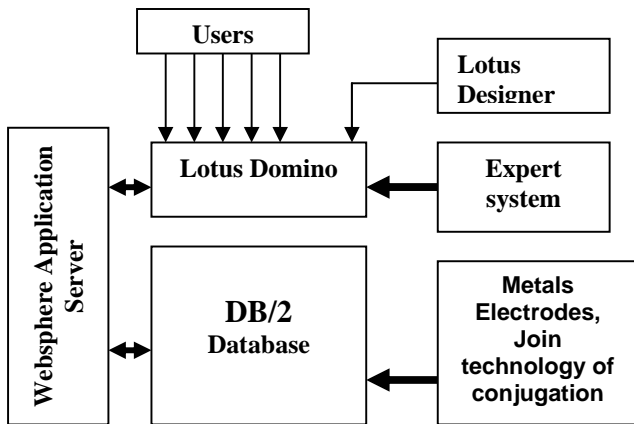 Users
Lotus
Designer
Lotus Domino
Expert
system
Websphere Application
Server
DB/2
Database
Metals
Electrodes,
Join
technology of
conjugation